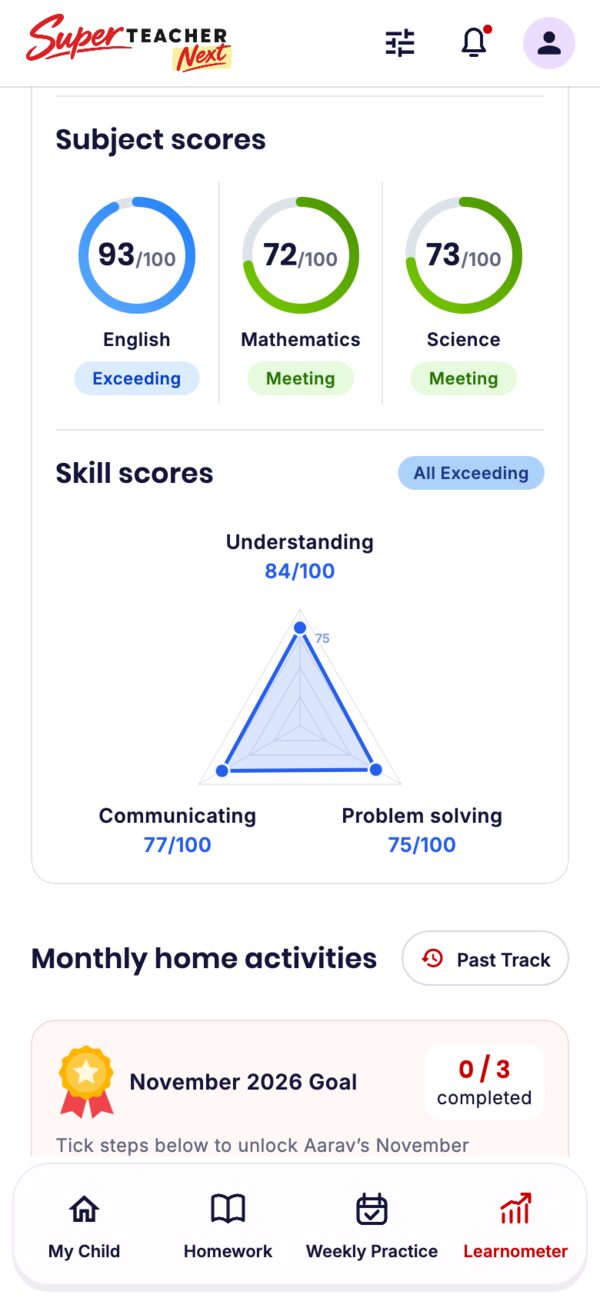 Super TEACHER
Next
Subject scores
93/100
72/100
73/100
English
Mathematics
Science
Exceeding
Meeting
Meeting
Skill scores
All Exceeding
Understanding
84/100
75
Communicating
Problem solving
77/100
75/100
Monthly home activities
Past Track
November 2026 Goal
0 / 3
completed
Tick steps below to unlock Aarav’s November
My Child
Homework
Weekly Practice
Learnometer